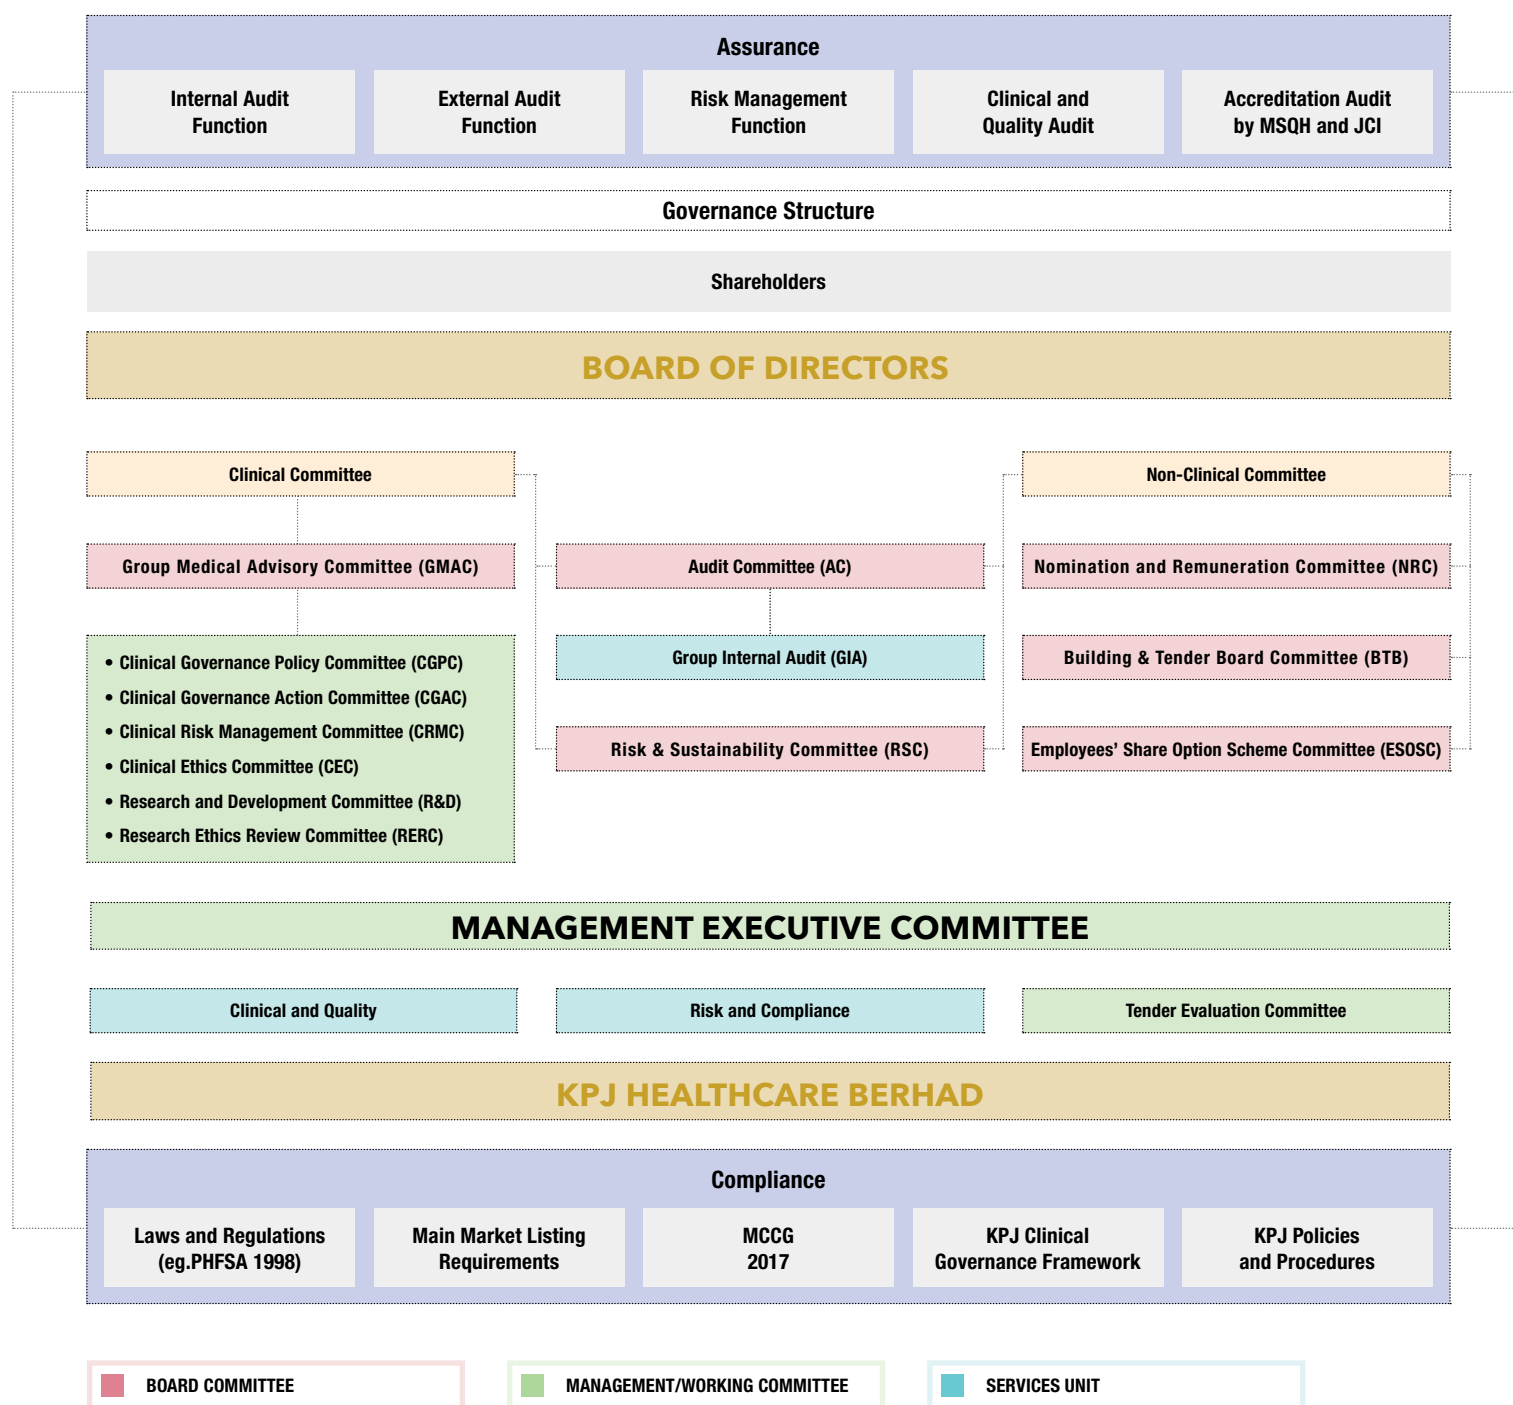 Assurance
Internal Audit
Function
External Audit
Function
Risk Management
Function
Clinical and
Quality Audit
Accreditation Audit
by MSQH and JCI
Governance Structure
Shareholders
BOARD OF DIRECTORS
Clinical Committee
Non-Clinical Committee
Group Medical Advisory Committee (GMAC)
Audit Committee (AC)
Nomination and Remuneration Committee (NRC)
• Clinical Governance Policy Committee (CGPC)
• Clinical Governance Action Committee (CGAC)
• Clinical Risk Management Committee (CRMC)
• Clinical Ethics Committee (CEC)
• Research and Development Committee (R&D)
• Research Ethics Review Committee (RERC)
Group Internal Audit (GIA)
Building & Tender Board Committee (BTB)
Risk & Sustainability Committee (RSC)
Employees’ Share Option Scheme Committee (ESOSC)
MANAGEMENT EXECUTIVE COMMITTEE
Clinical and Quality
Risk and Compliance
Tender Evaluation Committee
KPJ HEALTHCARE BERHAD
Compliance
Laws and Regulations
(eg.PHFSA 1998)
Main Market Listing
Requirements
MCCG
2017
KPJ Clinical
Governance Framework
KPJ Policies
and Procedures
BOARD COMMITTEE
MANAGEMENT/WORKING COMMITTEE
SERVICES UNIT